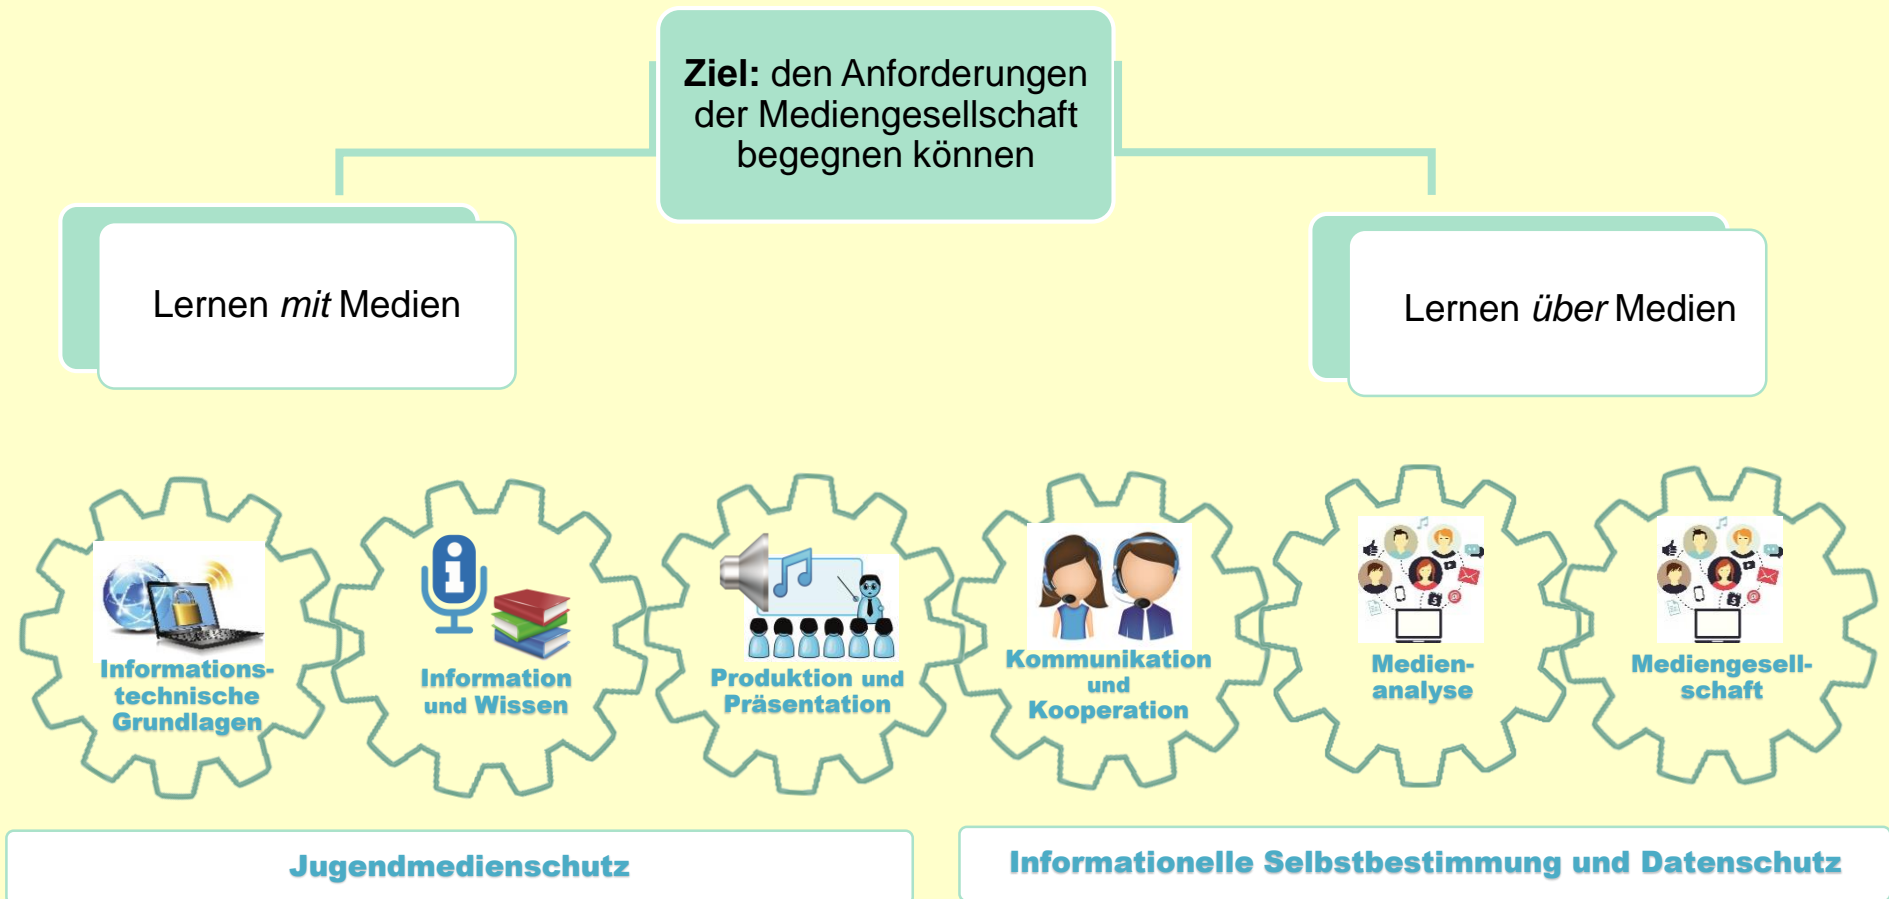 Ziel: den Anforderungen
der Mediengesellschaft
begegnen können
Lernen mit Medien
Lernen über Medien
Informations-
technische
Grundlagen
Information
und Wissen
Produktion und
Präsentation
Kommunikation
und
Kooperation
Medien-
analyse
Mediengesell-
schaft
Jugendmedienschutz
Informationelle Selbstbestimmung und Datenschutz